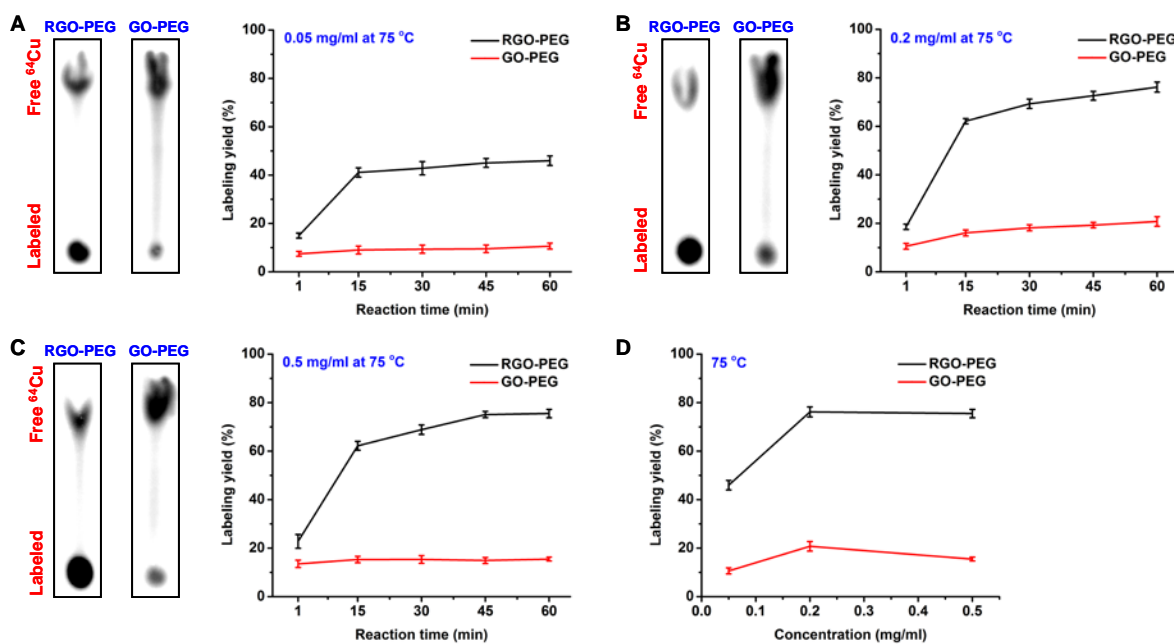 A
RGO-PEG GO-PEG
Free ⁶⁴Cu
Labeled
0.05 mg/ml at 75 °C
RGO-PEG
GO-PEG
Labeling yield (%)
100
80
60
40
20
0
1 15 30 45 60
Reaction time (min)
B
RGO-PEG GO-PEG
Free ⁶⁴Cu
Labeled
0.2 mg/ml at 75 °C
RGO-PEG
GO-PEG
Labeling yield (%)
100
80
60
40
20
0
1 15 30 45 60
Reaction time (min)
C
RGO-PEG GO-PEG
Free ⁶⁴Cu
Labeled
0.5 mg/ml at 75 °C
RGO-PEG
GO-PEG
Labeling yield (%)
100
80
60
40
20
0
1 15 30 45 60
Reaction time (min)
D
75 °C
RGO-PEG
GO-PEG
Labeling yield (%)
100
80
60
40
20
0
0.0 0.1 0.2 0.3 0.4 0.5
Concentration (mg/ml)